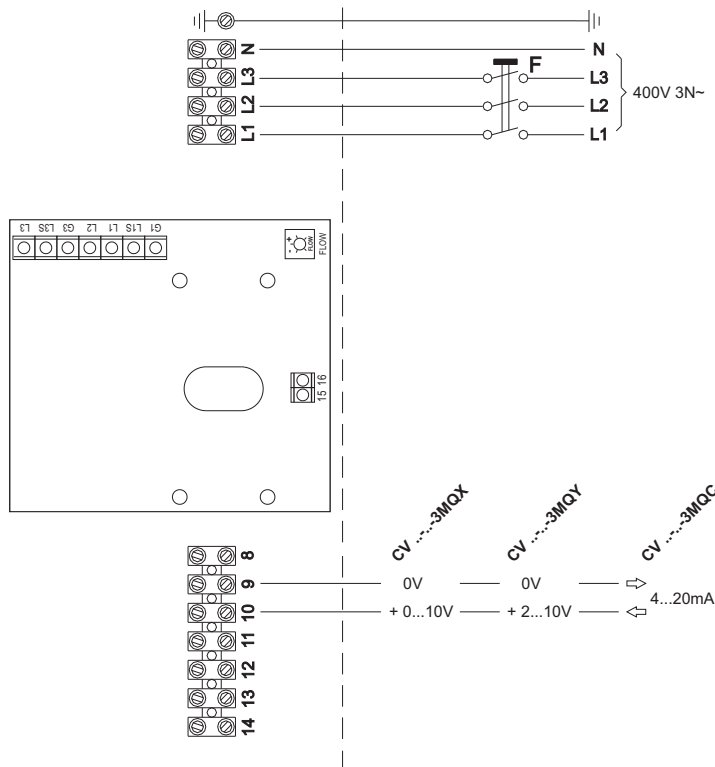 N N
L3 F L3
L2 L2 400V 3N~
L1 L1
L3 L3S G3 L2 L1 L1S G1
+
-
FLOW
FLOW
15 16
CV ..-..-3MQX CV ..-..-3MQY CV ..-..-3MQC
8
9 0V 0V
4...20mA
10 + 0...10V + 2...10V
11
12
13
14